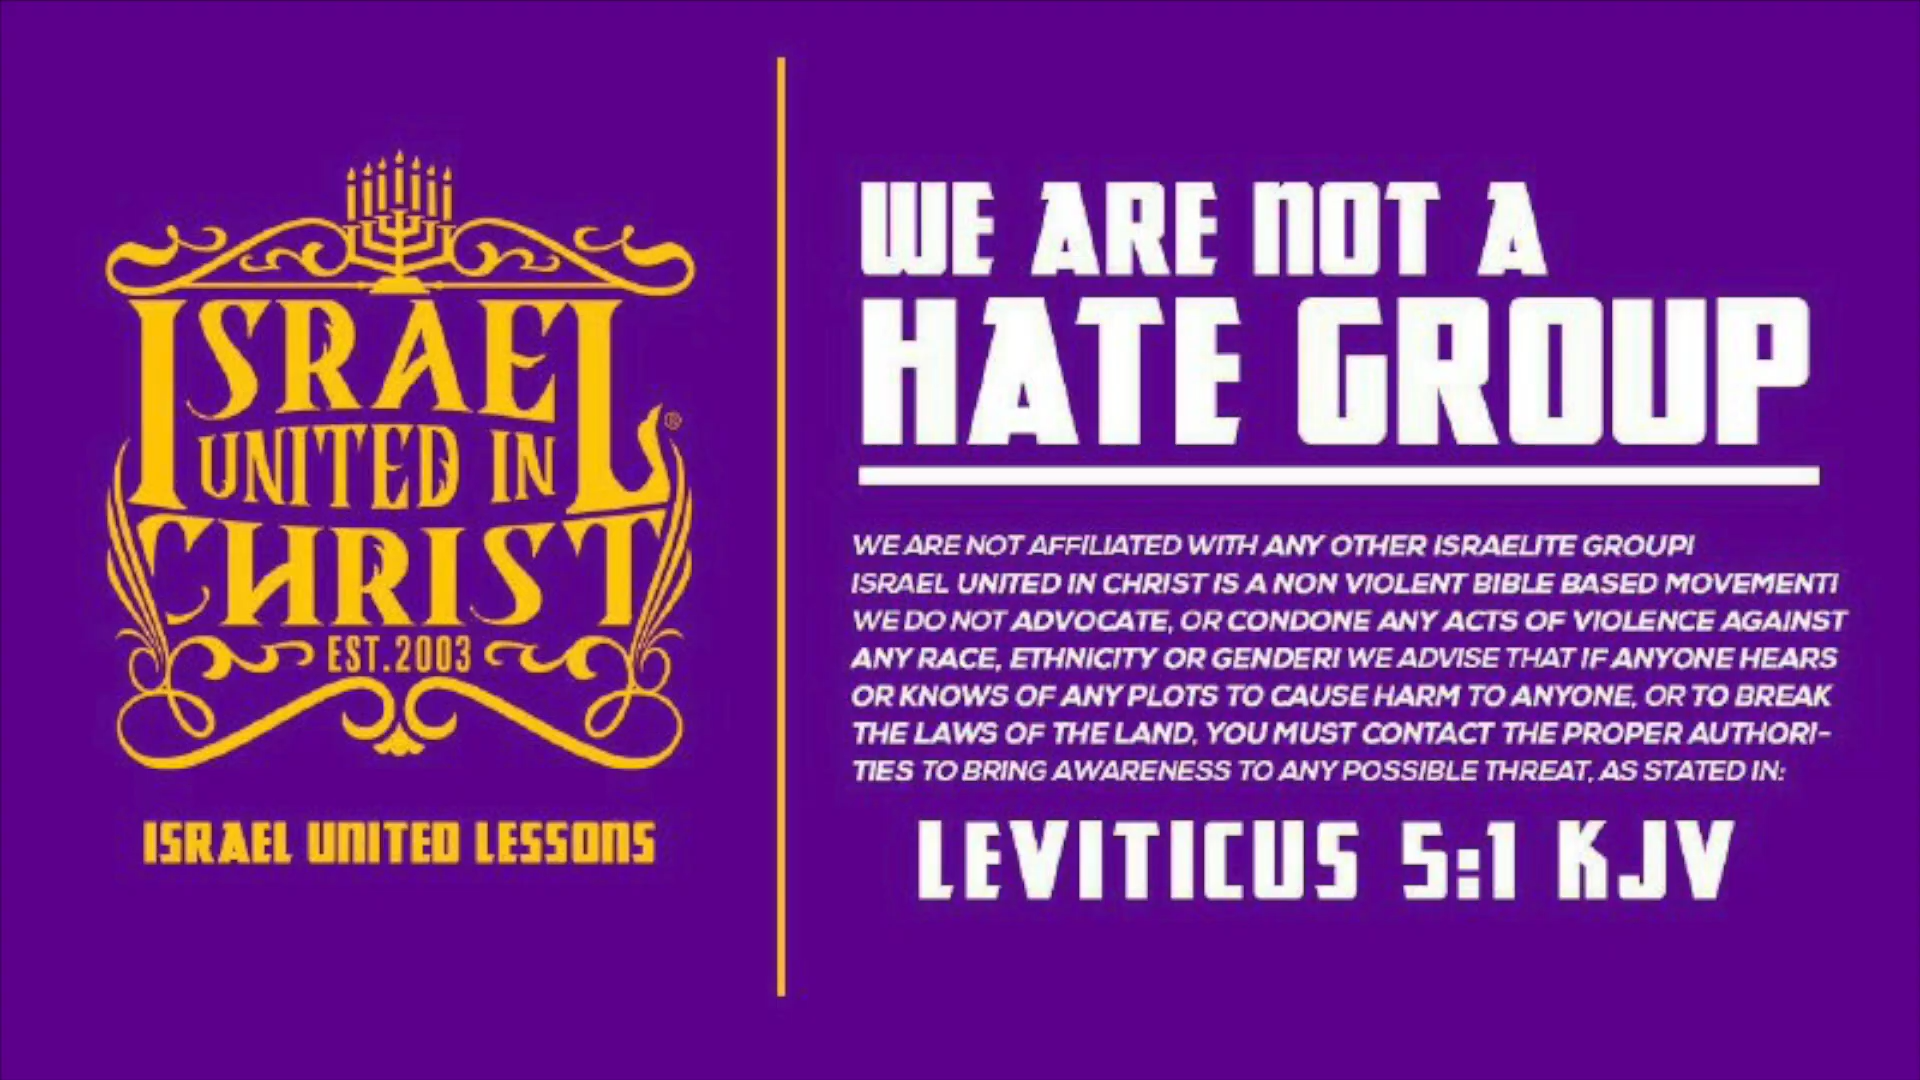 ISRAEL
UNITED IN
CHRIST
®
EST.2003
ISRAEL UNITED LESSONS
WE ARE NOT A
HATE GROUP
WE ARE NOT AFFILIATED WITH ANY OTHER ISRAELITE GROUP!
ISRAEL UNITED IN CHRIST IS A NON VIOLENT BIBLE BASED MOVEMENT!
WE DO NOT ADVOCATE, OR CONDONE ANY ACTS OF VIOLENCE AGAINST
ANY RACE, ETHNICITY OR GENDER! WE ADVISE THAT IF ANYONE HEARS
OR KNOWS OF ANY PLOTS TO CAUSE HARM TO ANYONE, OR TO BREAK
THE LAWS OF THE LAND, YOU MUST CONTACT THE PROPER AUTHORI-
TIES TO BRING AWARENESS TO ANY POSSIBLE THREAT, AS STATED IN:
LEVITICUS 5:1 KJV